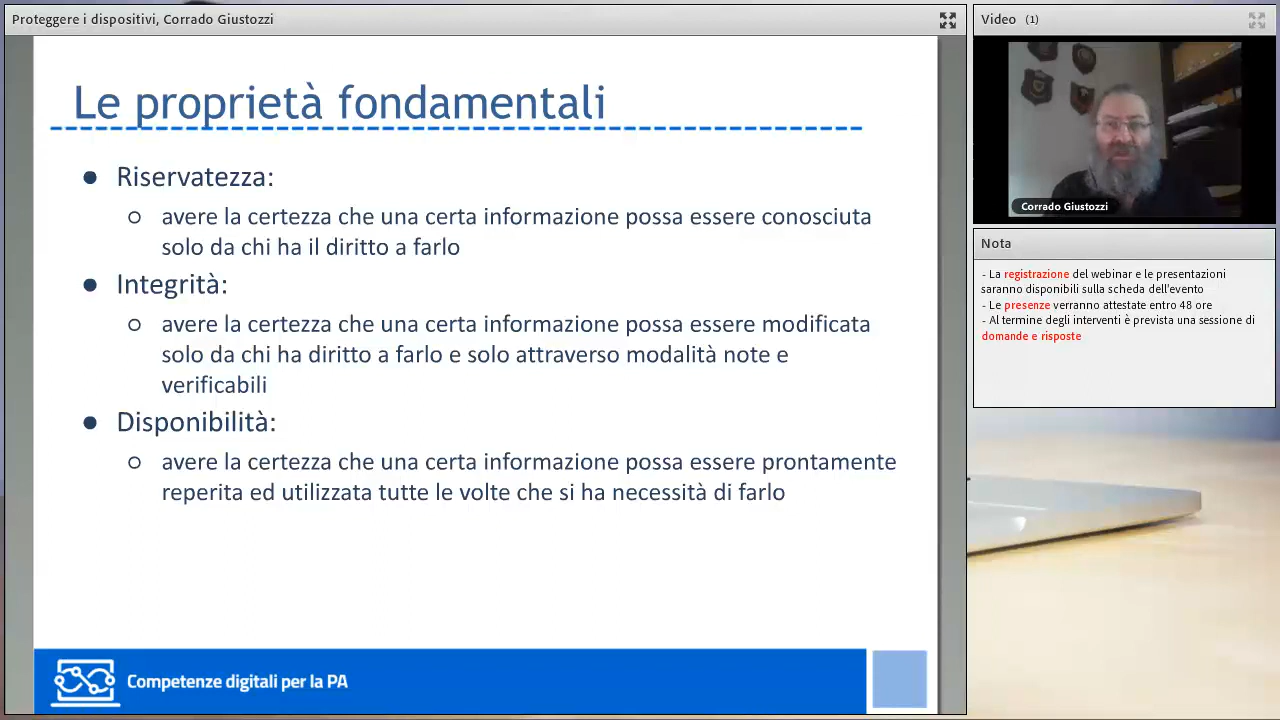 Proteggere i dispositivi, Corrado Giustozzi
Le proprietà fondamentali
● Riservatezza:
○ avere la certezza che una certa informazione possa essere conosciuta
solo da chi ha il diritto a farlo
● Integrità:
○ avere la certezza che una certa informazione possa essere modificata
solo da chi ha diritto a farlo e solo attraverso modalità note e
verificabili
● Disponibilità:
○ avere la certezza che una certa informazione possa essere prontamente
reperita ed utilizzata tutte le volte che si ha necessità di farlo
Competenze digitali per la PA
Video (1)
Corrado Giustozzi
Nota
- La registrazione del webinar e le presentazioni
saranno disponibili sulla scheda dell'evento
- Le presenze verranno attestate entro 48 ore
- Al termine degli interventi è prevista una sessione di
domande e risposte